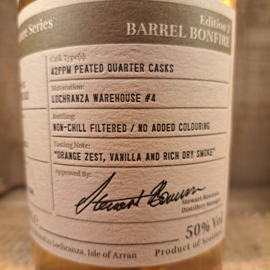 Series
Edition
BARREL BONFIRE
Cask Type(s):
42PPM PEATED QUARTER CASKS
Maturation:
LOCHRANZA WAREHOUSE #4
Bottling:
NON-CHILL FILTERED / NO ADDED COLOURING
Tasting Note:
"ORANGE ZEST, VANILLA AND RICH DRY SMOKE"
Approved By:
Stewart Bowman
Distillery Manager
50% Vol
Lochranza, Isle of Arran
Product of